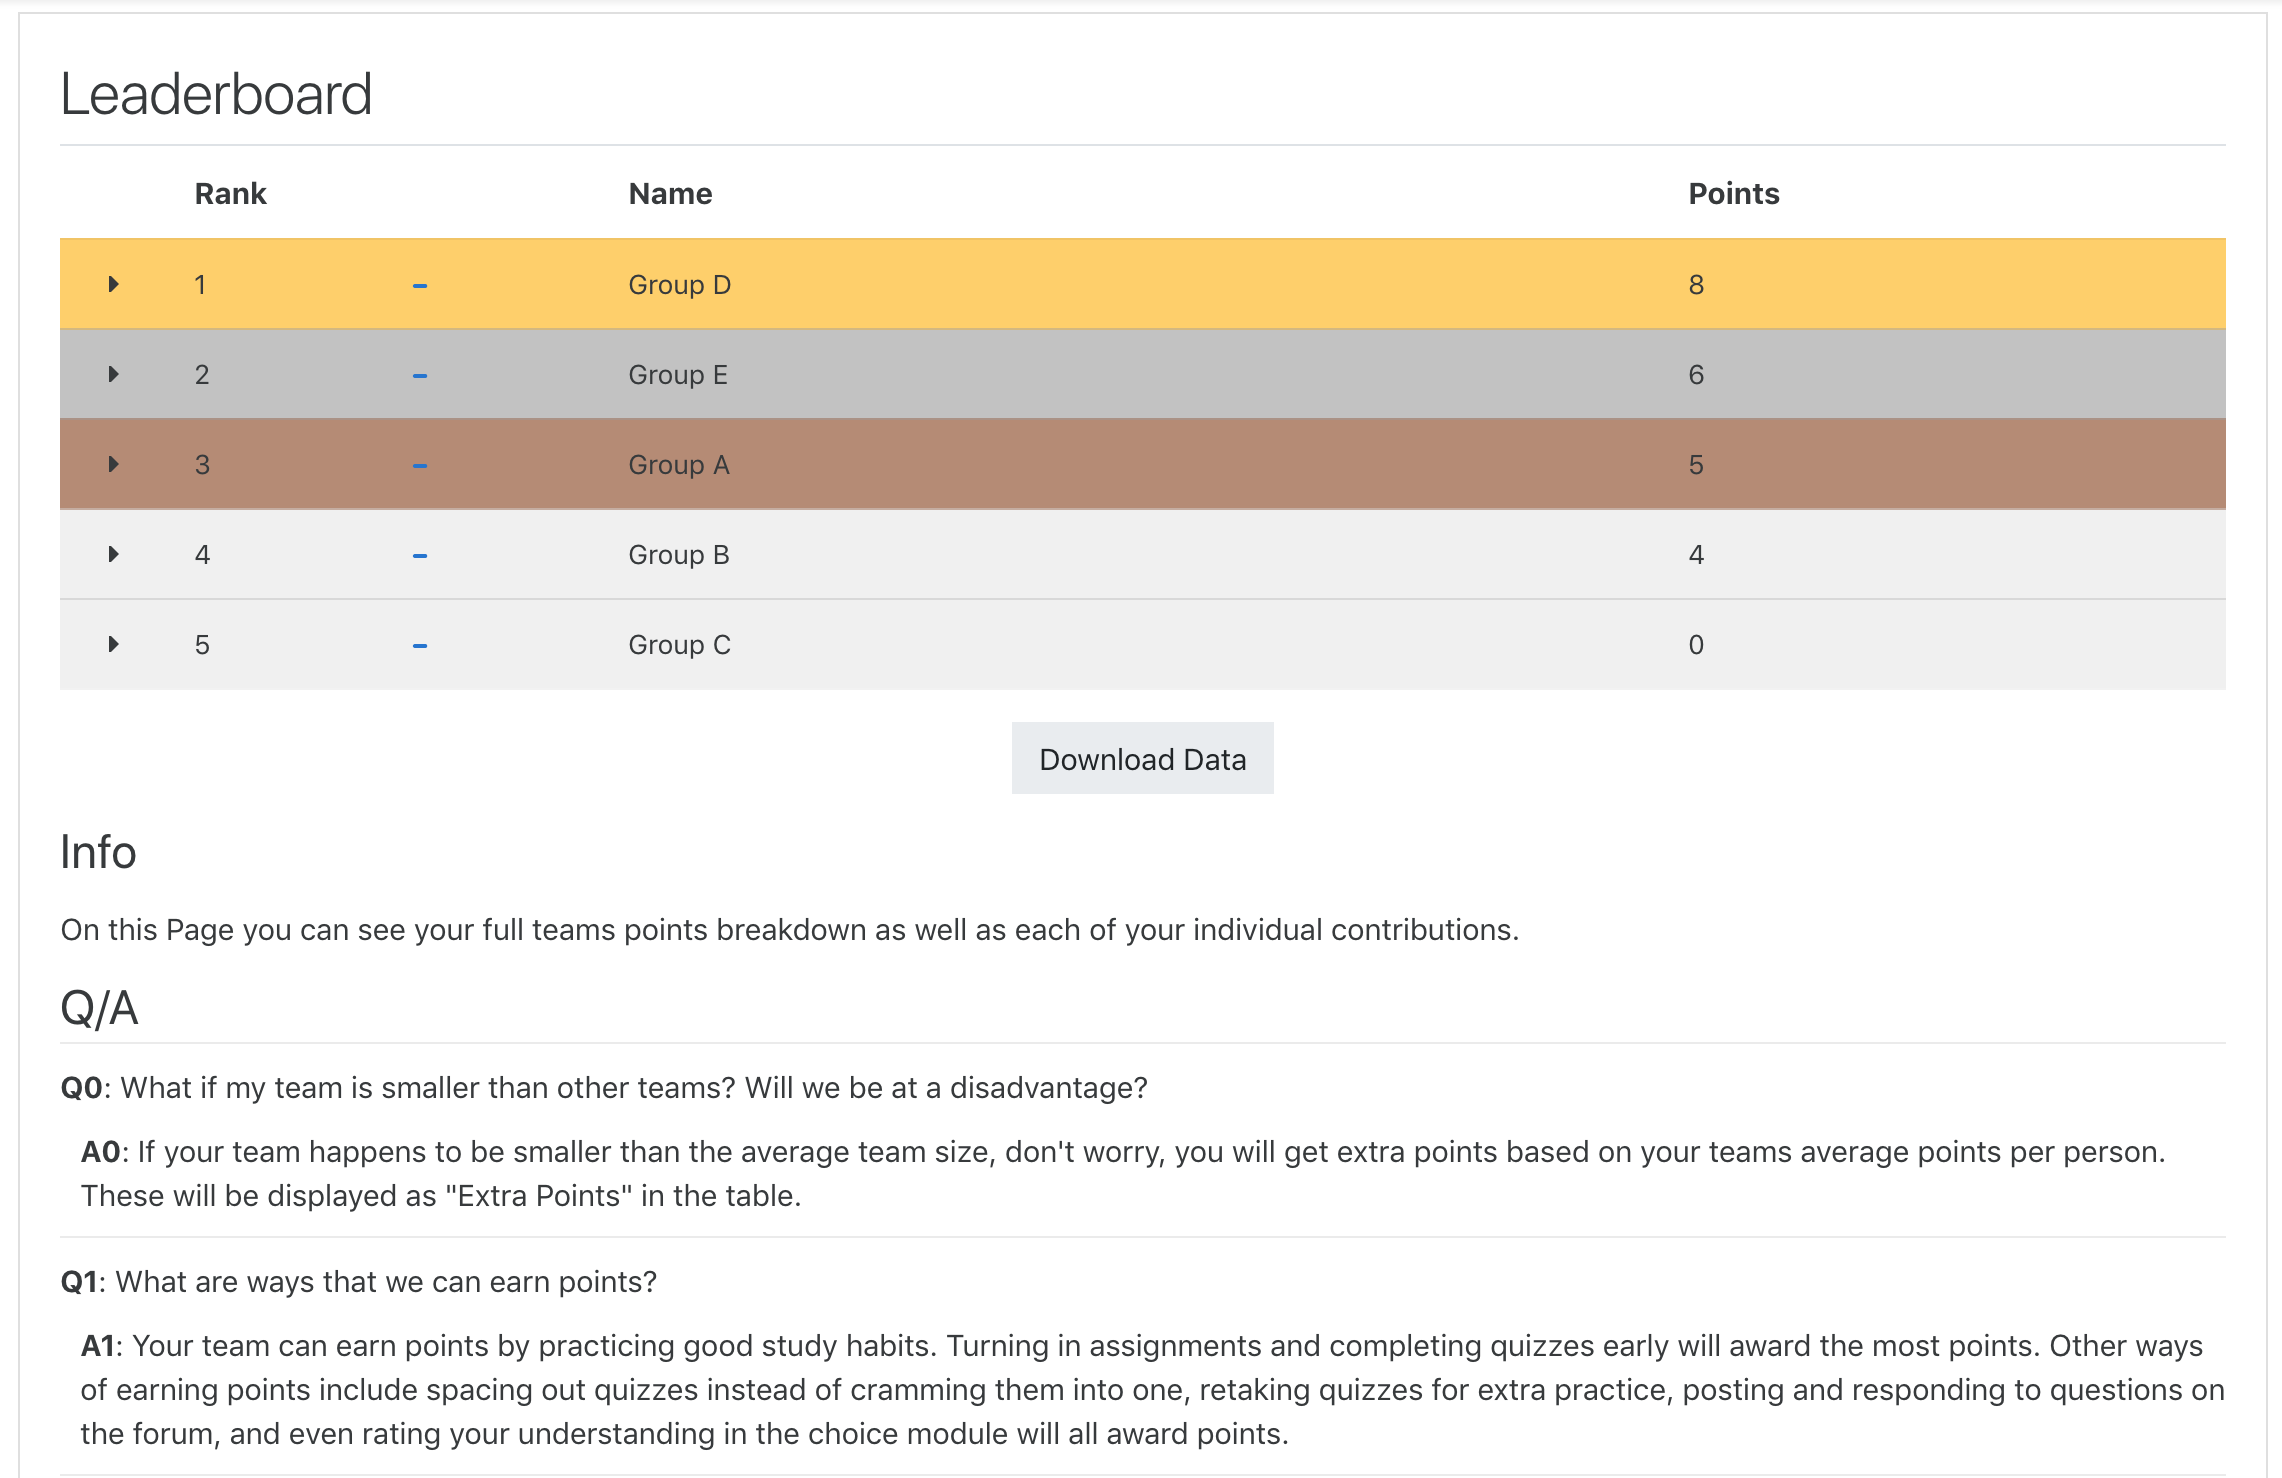 Leaderboard
Rank Name Points
1 – Group D 8
2 – Group E 6
3 – Group A 5
4 – Group B 4
5 – Group C 0
Download Data
Info
On this Page you can see your full teams points breakdown as well as each of your individual contributions.
Q/A
Q0: What if my team is smaller than other teams? Will we be at a disadvantage?
A0: If your team happens to be smaller than the average team size, don't worry, you will get extra points based on your teams average points per person.
These will be displayed as "Extra Points" in the table.
Q1: What are ways that we can earn points?
A1: Your team can earn points by practicing good study habits. Turning in assignments and completing quizzes early will award the most points. Other ways
of earning points include spacing out quizzes instead of cramming them into one, retaking quizzes for extra practice, posting and responding to questions on
the forum, and even rating your understanding in the choice module will all award points.